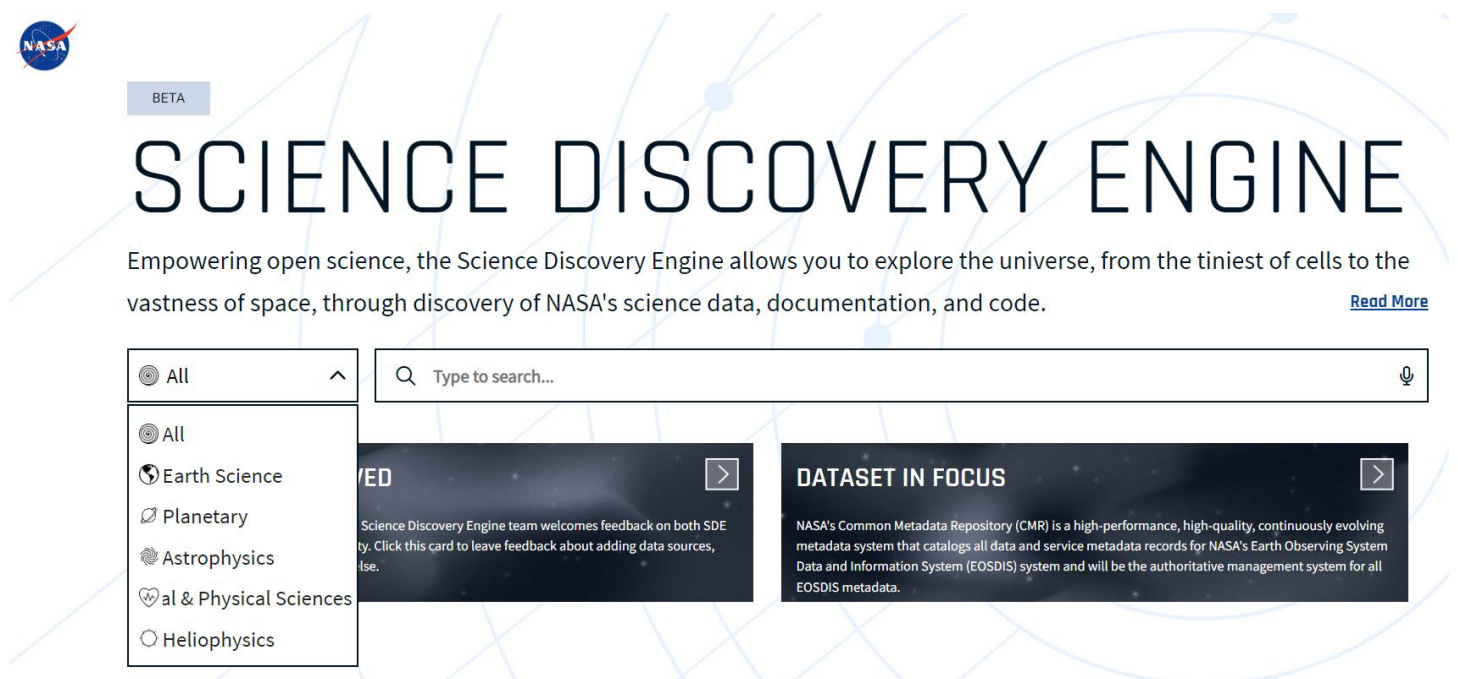 NASA
BETA
SCIENCE DISCOVERY ENGINE
Empowering open science, the Science Discovery Engine allows you to explore the universe, from the tiniest of cells to the
vastness of space, through discovery of NASA's science data, documentation, and code.
Read More
All
Type to search...
All
Earth Science
Planetary
Astrophysics
al & Physical Sciences
Heliophysics
VED
Science Discovery Engine team welcomes feedback on both SDE
ty. Click this card to leave feedback about adding data sources,
lse.
DATASET IN FOCUS
NASA's Common Metadata Repository (CMR) is a high-performance, high-quality, continuously evolving
metadata system that catalogs all data and service metadata records for NASA's Earth Observing System
Data and Information System (EOSDIS) system and will be the authoritative management system for all
EOSDIS metadata.